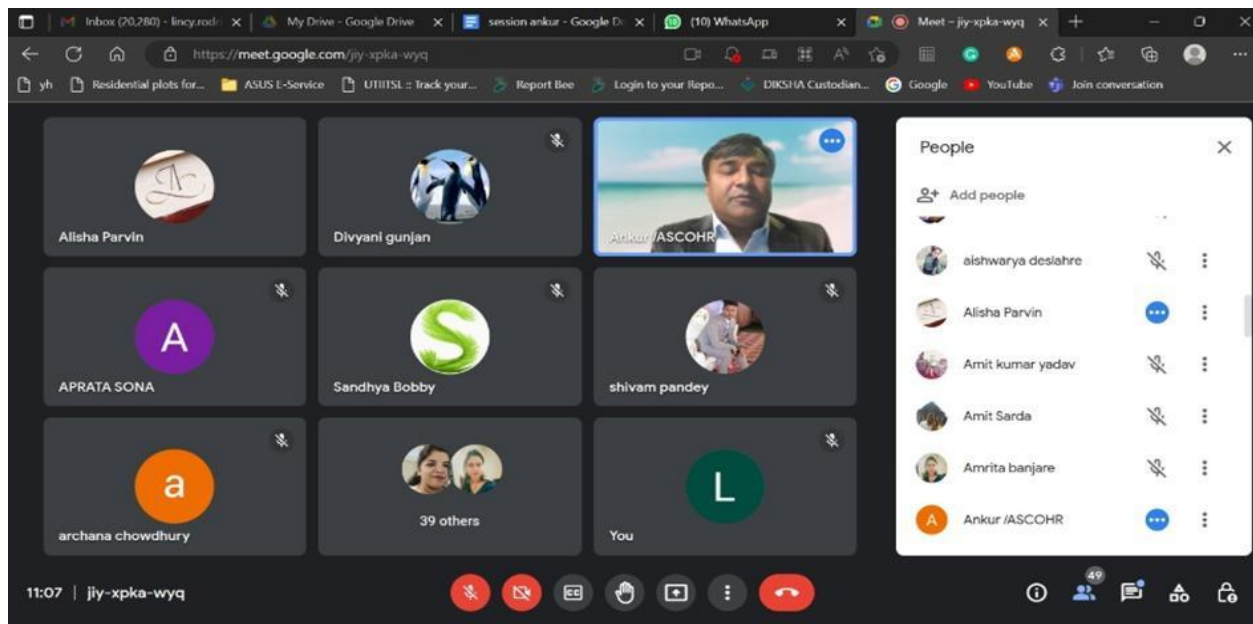 Inbox (20,280) - lincy.rodri
My Drive - Google Drive
session ankur - Google D
(10) WhatsApp
Meet – jiy-xpka-wyq
https://meet.google.com/jiy-xpka-wyq
yh
Residential plots for...
ASUS E-Service
UTIITSL :: Track your...
Report Bee
Login to your Repo...
DIKSHA Custodian...
Google
YouTube
Join conversation
Alisha Parvin
Divyani gunjan
Ankur /ASCOHR
A
APRATA SONA
S
Sandhya Bobby
shivam pandey
a
archana chowdhury
39 others
L
You
People
Add people
aishwarya deslahre
Alisha Parvin
Amit kumar yadav
Amit Sarda
Amrita banjare
A
Ankur /ASCOHR
11:07 | jiy-xpka-wyq
CC
49